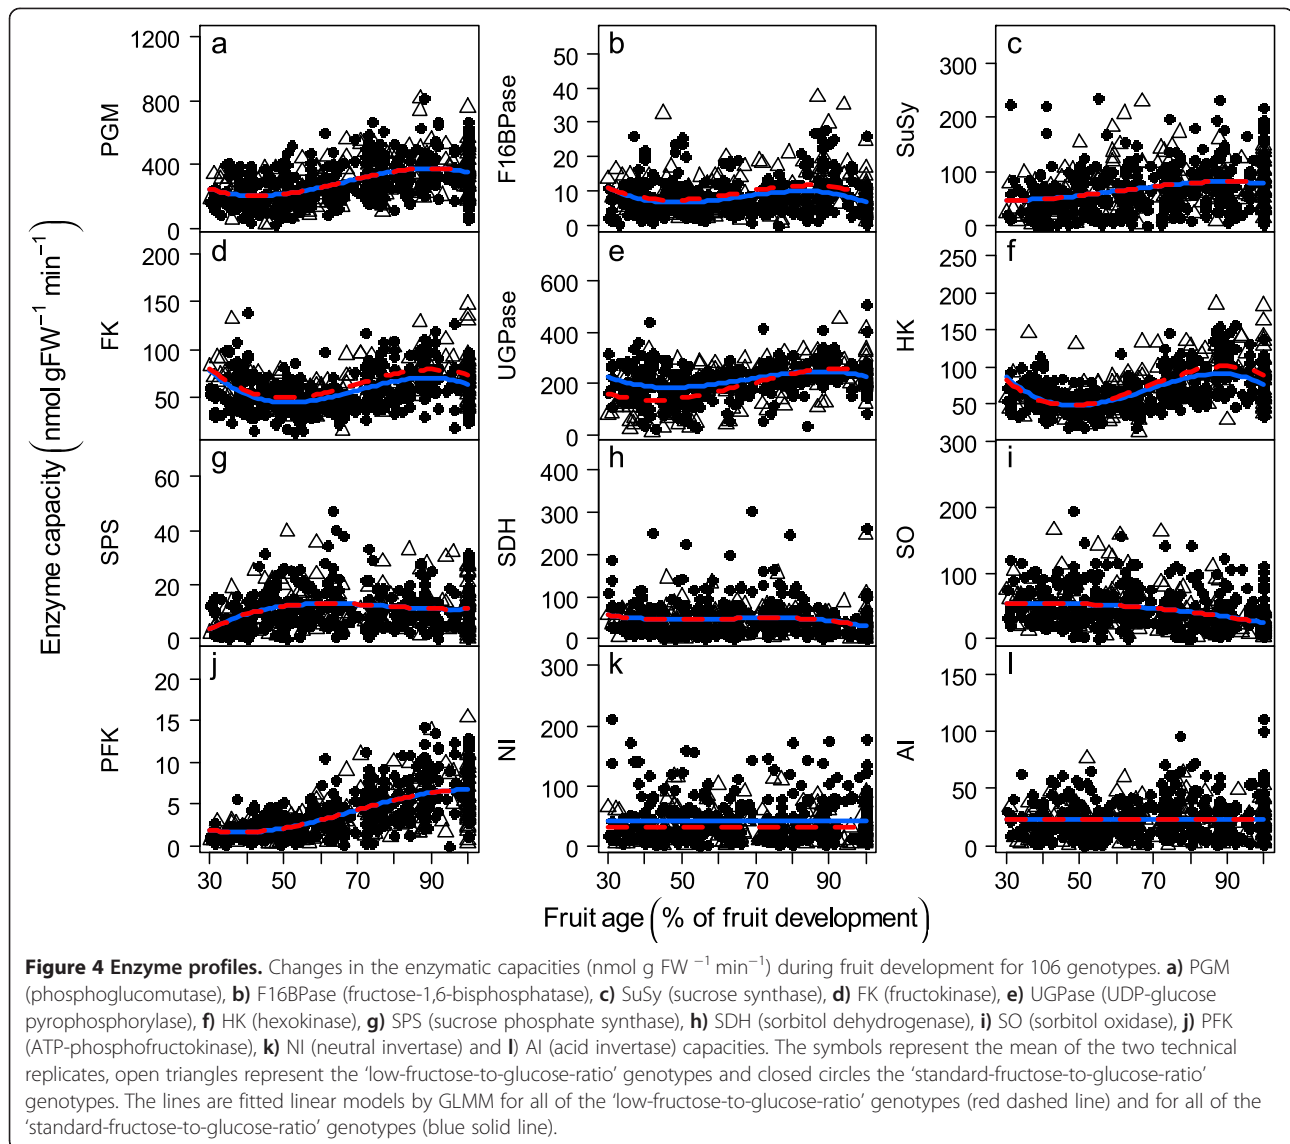 a
1200
800
400
0
PGM
b
50
40
30
20
10
0
F16BPase
c
300
200
100
0
SuSy
d
200
150
100
50
FK
e
600
400
200
0
UGPase
f
250
200
150
100
50
HK
g
60
40
20
0
SPS
h
400
300
200
100
0
SDH
i
300
200
100
0
SO
j
20
15
10
5
0
PFK
k
300
200
100
0
NI
l
150
100
50
0
AI
30 50 70 90
30 50 70 90
30 50 70 90
Enzyme capacity (nmol gFW⁻¹ min⁻¹)
Fruit age (% of fruit development)
Figure 4 Enzyme profiles. Changes in the enzymatic capacities (nmol g FW ⁻¹ min⁻¹) during fruit development for 106 genotypes. a) PGM
(phosphoglucomutase), b) F16BPase (fructose-1,6-bisphosphatase), c) SuSy (sucrose synthase), d) FK (fructokinase), e) UGPase (UDP-glucose
pyrophosphorylase), f) HK (hexokinase), g) SPS (sucrose phosphate synthase), h) SDH (sorbitol dehydrogenase), i) SO (sorbitol oxidase), j) PFK
(ATP-phosphofructokinase), k) NI (neutral invertase) and l) AI (acid invertase) capacities. The symbols represent the mean of the two technical
replicates, open triangles represent the ‘low-fructose-to-glucose-ratio’ genotypes and closed circles the ‘standard-fructose-to-glucose-ratio’
genotypes. The lines are fitted linear models by GLMM for all of the ‘low-fructose-to-glucose-ratio’ genotypes (red dashed line) and for all of the
‘standard-fructose-to-glucose-ratio’ genotypes (blue solid line).